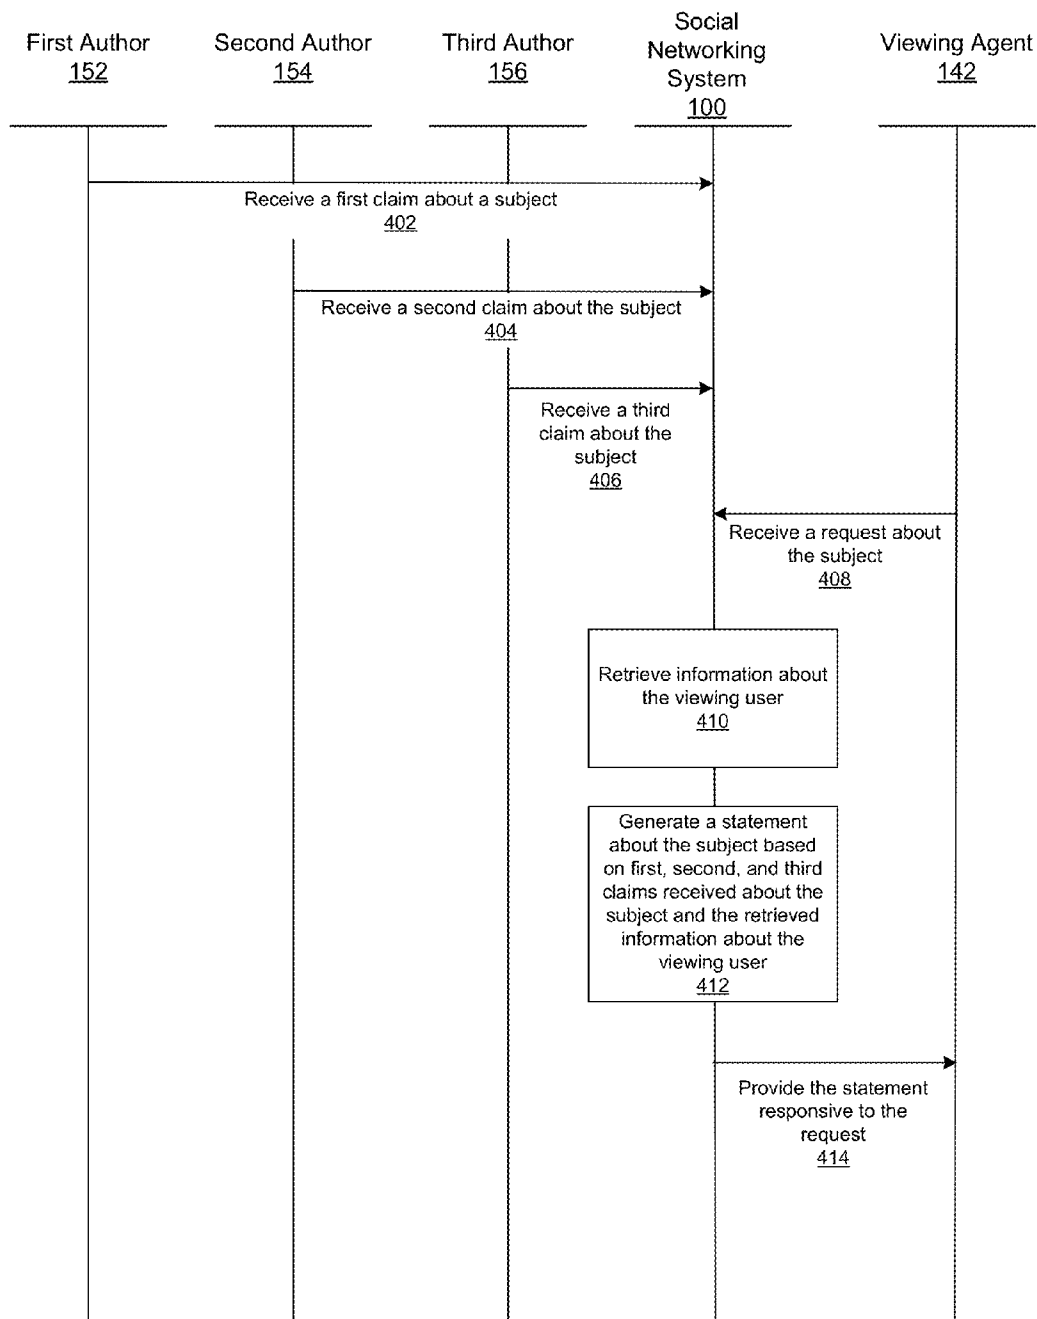 First Author
152
Second Author
154
Third Author
156
Social
Networking
System
100
Viewing Agent
142
Receive a first claim about a subject
402
Receive a second claim about the subject
404
Receive a third
claim about the
subject
406
Receive a request about
the subject
408
Retrieve information about
the viewing user
410
Generate a statement
about the subject based
on first, second, and third
claims received about the
subject and the retrieved
information about the
viewing user
412
Provide the statement
responsive to the
request
414